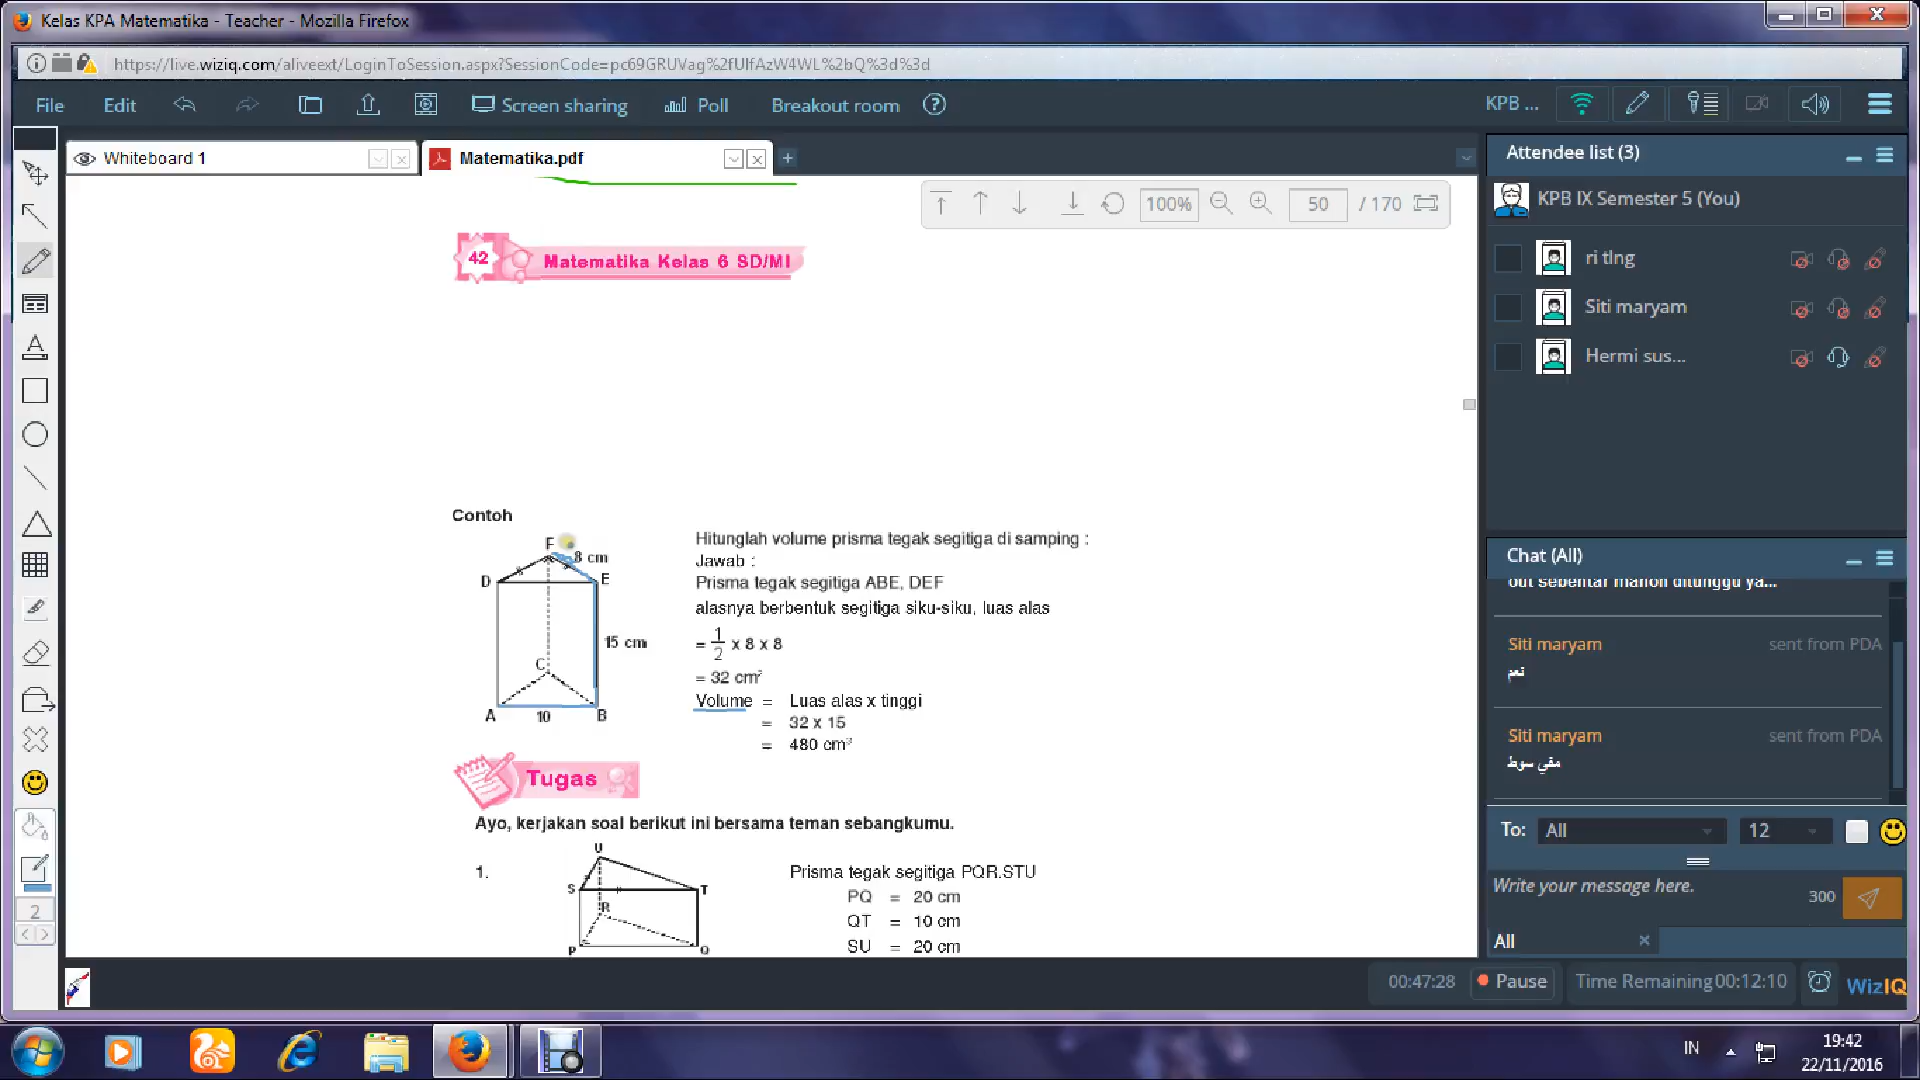 Kelas KPA Matematika - Teacher - Mozilla Firefox
https://live.wiziq.com/aliveext/LoginToSession.aspx?SessionCode=pc69GRUVag%2fUlfAzW4WL%2bQ%3d%3d
File Edit Screen sharing Poll Breakout room ? KPB ...
Whiteboard 1
Matematika.pdf
100% 50 / 170
42 Matematika Kelas 6 SD/MI
Contoh
F
8 cm
D
E
15 cm
C
A
10
B
Hitunglah volume prisma tegak segitiga di samping :
Jawab :
Prisma tegak segitiga ABE, DEF
alasnya berbentuk segitiga siku-siku, luas alas
= 1/2 x 8 x 8
= 32 cm²
Volume = Luas alas x tinggi
= 32 x 15
= 480 cm³
Tugas
Ayo, kerjakan soal berikut ini bersama teman sebangkumu.
1.
U
S
T
R
P
Q
Prisma tegak segitiga PQR.STU
PQ = 20 cm
QT = 10 cm
SU = 20 cm
2
Attendee list (3)
KPB IX Semester 5 (You)
ri tlng
Siti maryam
Hermi sus...
Chat (All)
out sebentar mahon ditunggu ya...
Siti maryam sent from PDA
نعم
Siti maryam sent from PDA
مفي سوط
To: All 12
Write your message here. 300
All
00:47:28 Pause Time Remaining 00:12:10 WizIQ
IN
19:42
22/11/2016